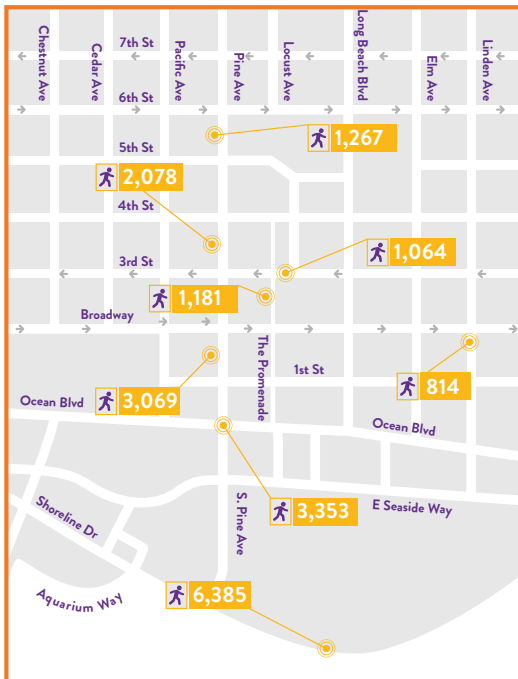 Chestnut Ave
Cedar Ave
Pacific Ave
Pine Ave
Locust Ave
Long Beach Blvd
Elm Ave
Linden Ave
7th St
6th St
1,267
5th St
2,078
4th St
1,064
3rd St
1,181
Broadway
The Promenade
1st St
814
3,069
Ocean Blvd
Ocean Blvd
3,353
E Seaside Way
S. Pine Ave
Shoreline Dr
6,385
Aquarium Way